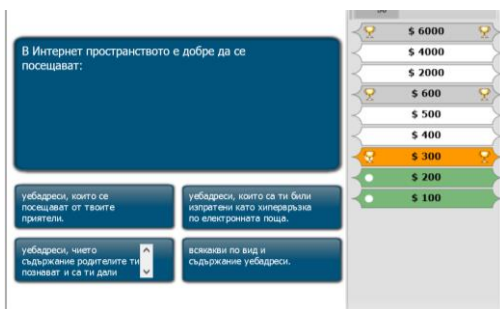 50
В Интернет пространството е добре да се
посещават:
уебадреси, които се
посещават от твоите
приятели.
уебадреси, които са ти били
изпратени като хипервръзка
по електронната поща.
уебадреси, чието
съдържание родителите ти
познават и са ти дали
всякакви по вид и
съдържание уебадреси.
$ 6000
$ 4000
$ 2000
$ 600
$ 500
$ 400
$ 300
$ 200
$ 100